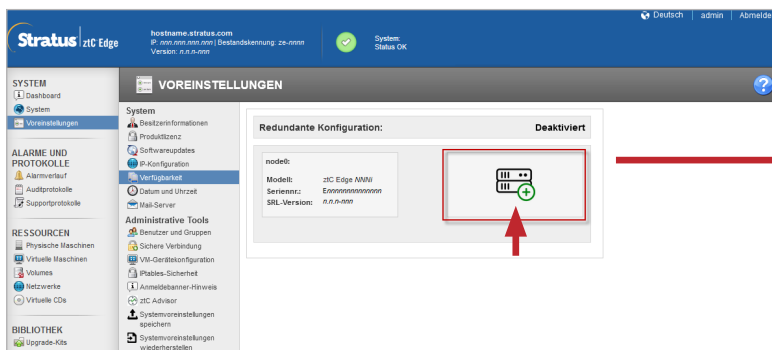 Deutsch | admin | Abmelde
Stratus ztC Edge
hostname.stratus.com
IP: nnn.nnn.nnn.nnn | Bestandskennung: ze-nnnn
Version: n.n.n-nnn
System:
Status OK
SYSTEM
Dashboard
System
Voreinstellungen
ALARME UND
PROTOKOLLE
Alarmverlauf
Auditprotokolle
Supportprotokolle
RESSOURCEN
Physische Maschinen
Virtuelle Maschinen
Volumes
Netzwerke
Virtuelle CDs
BIBLIOTHEK
Upgrade-Kits
VOREINSTELLUNGEN
?
System
Besitzerinformationen
Produktlizenz
Softwareupdates
IP-Konfiguration
Verfügbarkeit
Datum und Uhrzeit
Mail-Server
Administrative Tools
Benutzer und Gruppen
Sichere Verbindung
VM-Gerätekonfiguration
IPtables-Sicherheit
Anmeldebanner-Hinweis
ztC Advisor
Systemvoreinstellungen
speichern
Systemvoreinstellungen
wiederherstellen
Redundante Konfiguration: Deaktiviert
node0:
Modell: ztC Edge NNNi
Seriennr.: Ennnnnnnnnnnnn
SRL-Version: n.n.n-nnn